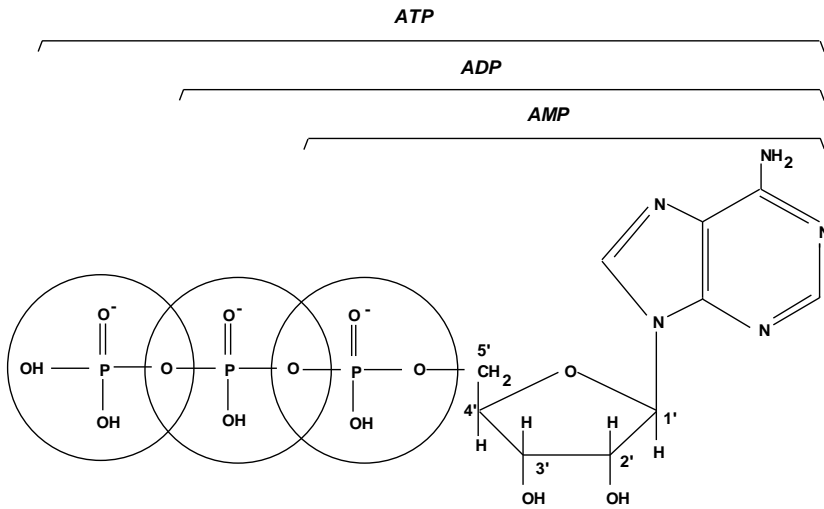 ATP
ADP
AMP
NH2
N
N
N
N
O- O- O-
5'
OH P O P O P O CH2 O
OH OH OH
4' H H 1'
H H
3' 2'
OH OH